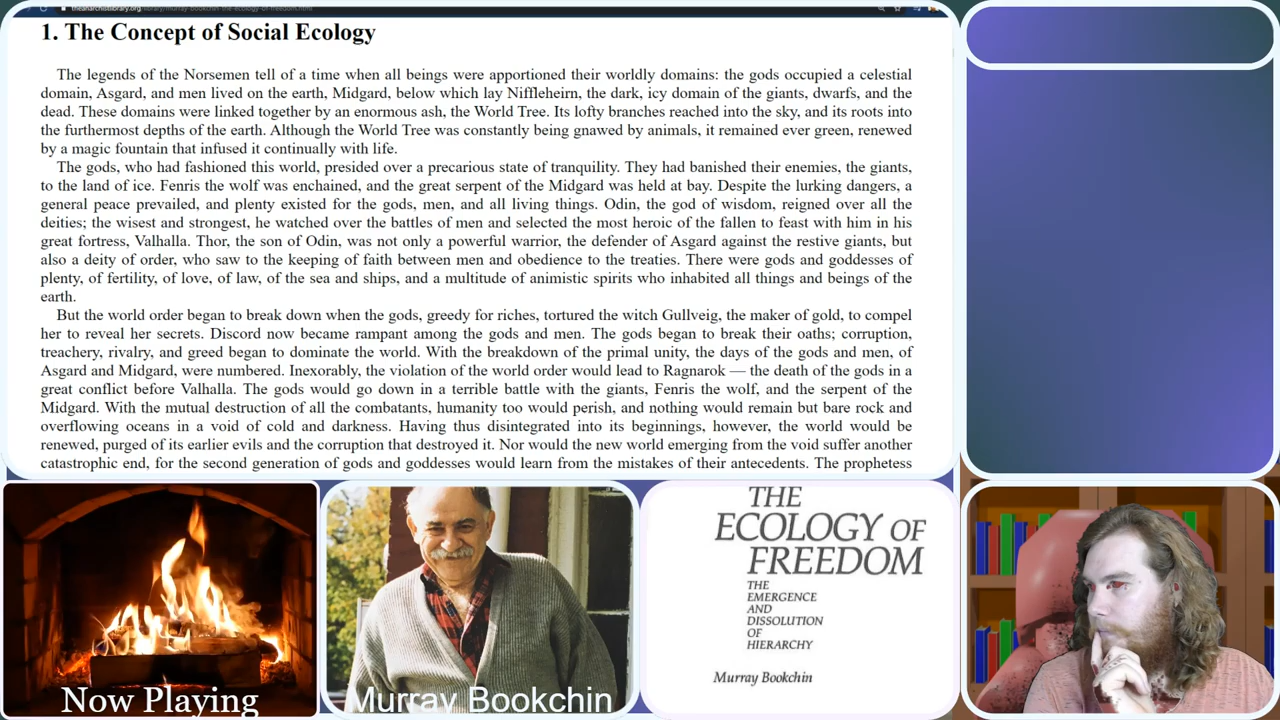 theanarchistlibrary.org/library/murray-bookchin-the-ecology-of-freedom.html
1. The Concept of Social Ecology
The legends of the Norsemen tell of a time when all beings were apportioned their worldly domains: the gods occupied a celestial
domain, Asgard, and men lived on the earth, Midgard, below which lay Niffleheirn, the dark, icy domain of the giants, dwarfs, and the
dead. These domains were linked together by an enormous ash, the World Tree. Its lofty branches reached into the sky, and its roots into
the furthermost depths of the earth. Although the World Tree was constantly being gnawed by animals, it remained ever green, renewed
by a magic fountain that infused it continually with life.
The gods, who had fashioned this world, presided over a precarious state of tranquility. They had banished their enemies, the giants,
to the land of ice. Fenris the wolf was enchained, and the great serpent of the Midgard was held at bay. Despite the lurking dangers, a
general peace prevailed, and plenty existed for the gods, men, and all living things. Odin, the god of wisdom, reigned over all the
deities; the wisest and strongest, he watched over the battles of men and selected the most heroic of the fallen to feast with him in his
great fortress, Valhalla. Thor, the son of Odin, was not only a powerful warrior, the defender of Asgard against the restive giants, but
also a deity of order, who saw to the keeping of faith between men and obedience to the treaties. There were gods and goddesses of
plenty, of fertility, of love, of law, of the sea and ships, and a multitude of animistic spirits who inhabited all things and beings of the
earth.
But the world order began to break down when the gods, greedy for riches, tortured the witch Gullveig, the maker of gold, to compel
her to reveal her secrets. Discord now became rampant among the gods and men. The gods began to break their oaths; corruption,
treachery, rivalry, and greed began to dominate the world. With the breakdown of the primal unity, the days of the gods and men, of
Asgard and Midgard, were numbered. Inexorably, the violation of the world order would lead to Ragnarok — the death of the gods in a
great conflict before Valhalla. The gods would go down in a terrible battle with the giants, Fenris the wolf, and the serpent of the
Midgard. With the mutual destruction of all the combatants, humanity too would perish, and nothing would remain but bare rock and
overflowing oceans in a void of cold and darkness. Having thus disintegrated into its beginnings, however, the world would be
renewed, purged of its earlier evils and the corruption that destroyed it. Nor would the new world emerging from the void suffer another
catastrophic end, for the second generation of gods and goddesses would learn from the mistakes of their antecedents. The prophetess
Now Playing
Murray Bookchin
THE
ECOLOGY OF
FREEDOM
THE
EMERGENCE
AND
DISSOLUTION
OF
HIERARCHY
Murray Bookchin